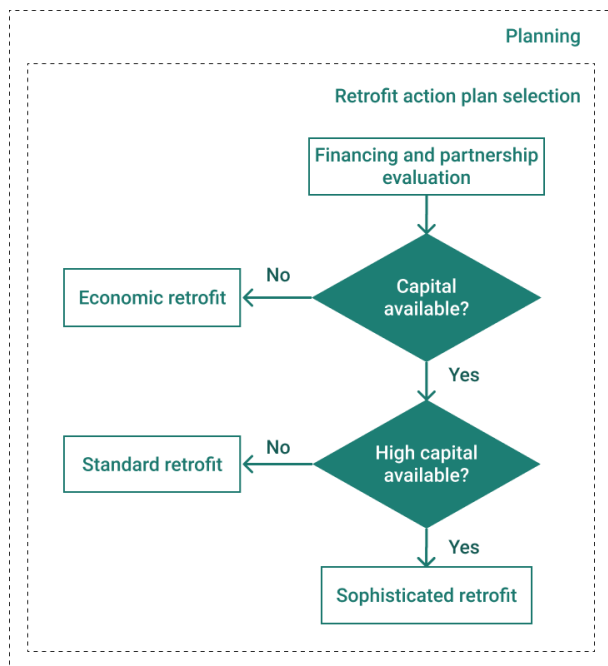 Planning
Retrofit action plan selection
Financing and partnership
evaluation
Capital
available?
No
Economic retrofit
Yes
High capital
available?
No
Standard retrofit
Yes
Sophisticated retrofit